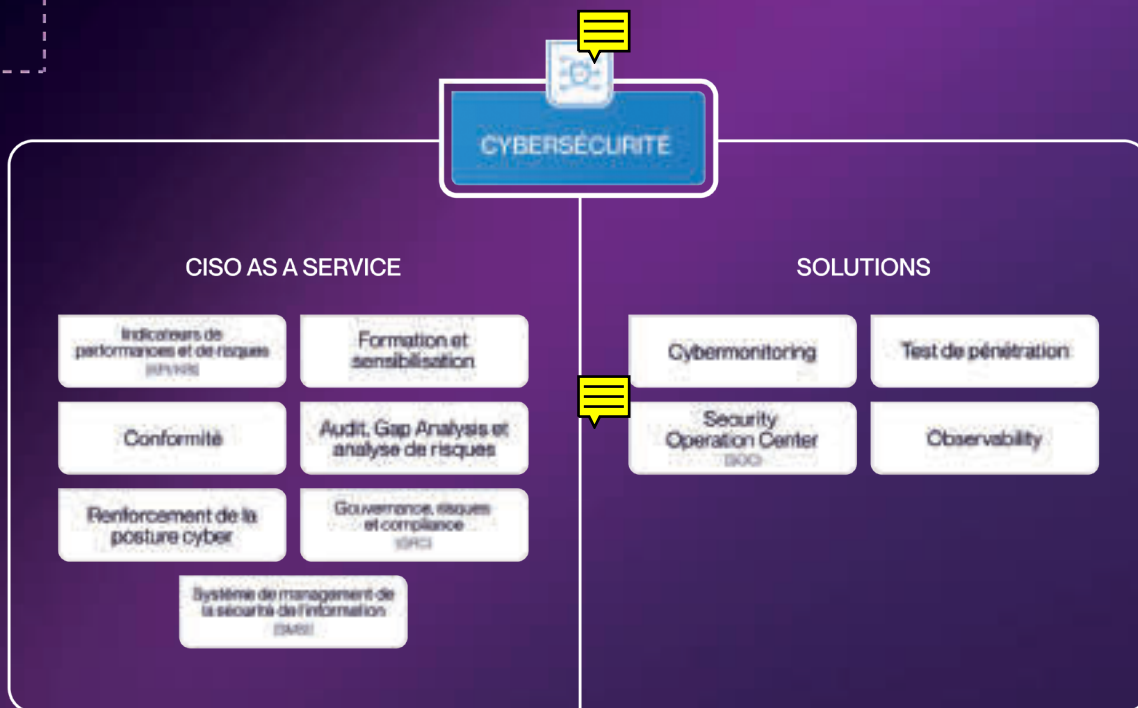 CYBERSÉCURITÉ
CISO AS A SERVICE
Indicateurs de
performances et de risques
Formation et
sensibilisation
Conformité
Audit, Gap Analysis et
analyse de risques
Renforcement de la
posture cyber
Gouvernance, risques
et compliance
Système de management de
la sécurité de l'information
SOLUTIONS
Cybermonitoring
Test de pénétration
Security
Operation Center
(SOC)
Observability